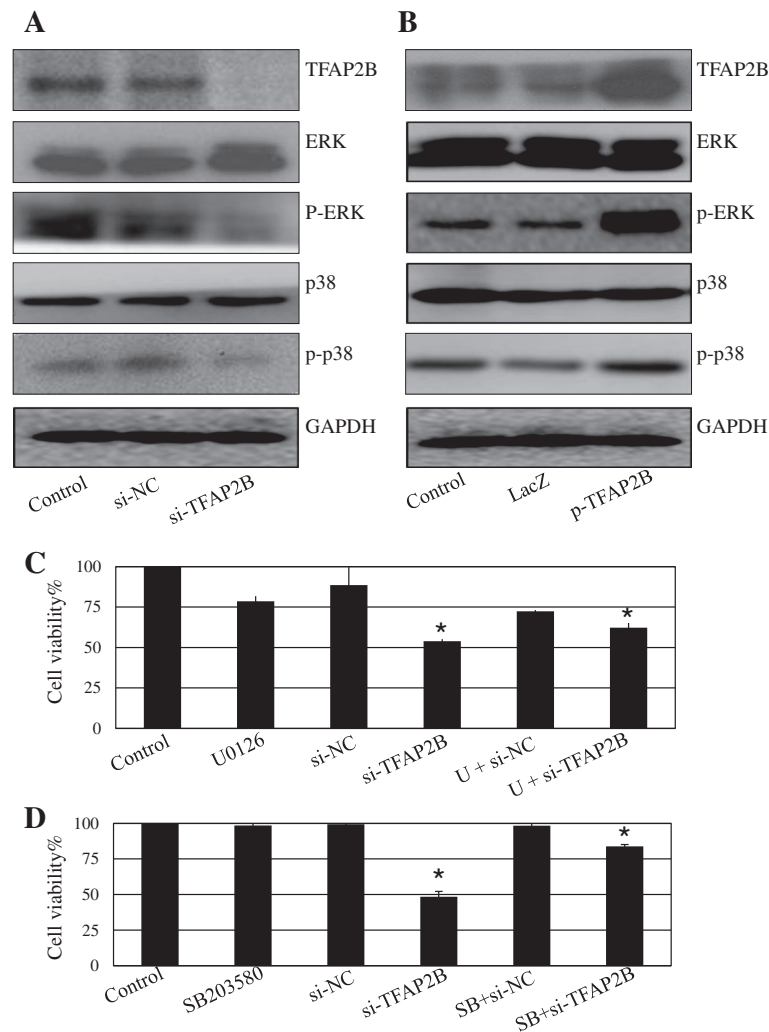 A
TFAP2B
ERK
P-ERK
p38
p-p38
GAPDH
Control
si-NC
si-TFAP2B
B
TFAP2B
ERK
p-ERK
p38
p-p38
GAPDH
Control
LacZ
p-TFAP2B
C
Cell viability%
100
75
50
25
0
*
*
Control
U0126
si-NC
si-TFAP2B
U + si-NC
U + si-TFAP2B
D
Cell viability%
100
75
50
25
0
*
*
Control
SB203580
si-NC
si-TFAP2B
SB+si-NC
SB+si-TFAP2B